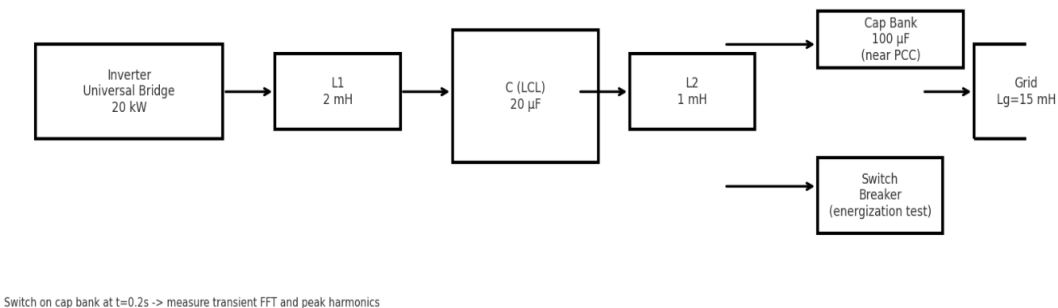 Inverter
Universal Bridge
20 kW
L1
2 mH
C (LCL)
20 µF
L2
1 mH
Cap Bank
100 µF
(near PCC)
Grid
Lg=15 mH
Switch
Breaker
(energization test)
Switch on cap bank at t=0.2s -> measure transient FFT and peak harmonics